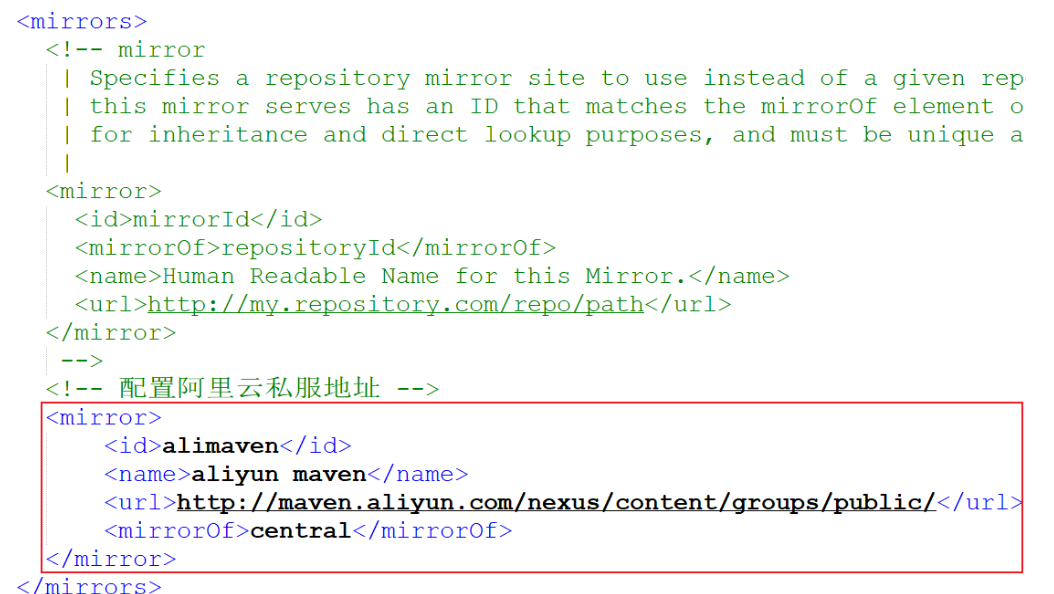 <mirrors>
<!-- mirror
| Specifies a repository mirror site to use instead of a given rep
| this mirror serves has an ID that matches the mirrorOf element o
| for inheritance and direct lookup purposes, and must be unique a
|
<mirror>
<id>mirrorId</id>
<mirrorOf>repositoryId</mirrorOf>
<name>Human Readable Name for this Mirror.</name>
<url>http://my.repository.com/repo/path</url>
</mirror>
-->
<!-- 配置阿里云私服地址 -->
<mirror>
<id>alimaven</id>
<name>aliyun maven</name>
<url>http://maven.aliyun.com/nexus/content/groups/public/</url>
<mirrorOf>central</mirrorOf>
</mirror>
</mirrors>